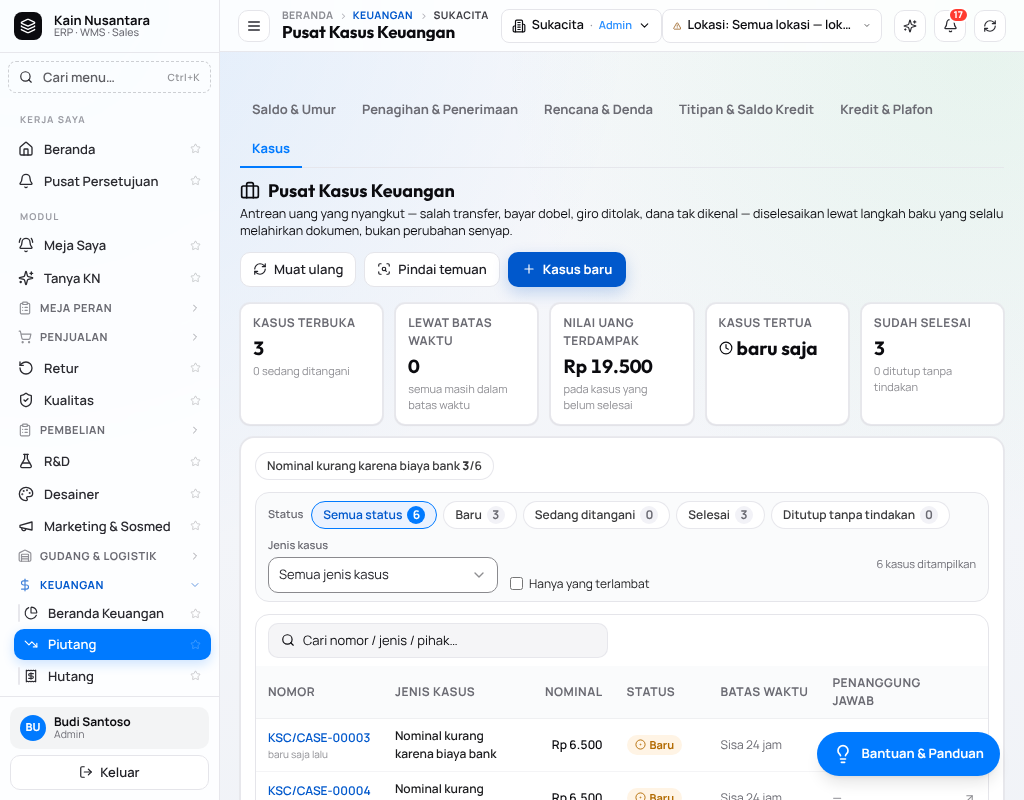 Kain Nusantara
ERP · WMS · Sales
Cari menu...
Ctrl+K
KERJA SAYA
Beranda
Pusat Persetujuan
MODUL
Meja Saya
Tanya KN
MEJA PERAN
PENJUALAN
Retur
Kualitas
PEMBELIAN
R&D
Desainer
Marketing & Sosmed
GUDANG & LOGISTIK
KEUANGAN
Beranda Keuangan
Piutang
Hutang
BU
Budi Santoso
Admin
Keluar
BERANDA › KEUANGAN › SUKACITA
Pusat Kasus Keuangan
Sukacita · Admin
Lokasi: Semua lokasi — lok...
17
Saldo & Umur
Penagihan & Penerimaan
Rencana & Denda
Titipan & Saldo Kredit
Kredit & Plafon
Kasus
Pusat Kasus Keuangan
Antrean uang yang nyangkut — salah transfer, bayar dobel, giro ditolak, dana tak dikenal — diselesaikan lewat langkah baku yang selalu
melahirkan dokumen, bukan perubahan senyap.
Muat ulang
Pindai temuan
Kasus baru
KASUS TERBUKA
3
0 sedang ditangani
LEWAT BATAS
WAKTU
0
semua masih dalam
batas waktu
NILAI UANG
TERDAMPAK
Rp 19.500
pada kasus yang
belum selesai
KASUS TERTUA
baru saja
SUDAH SELESAI
3
0 ditutup tanpa
tindakan
Nominal kurang karena biaya bank 3/6
Status
Semua status 6
Baru 3
Sedang ditangani 0
Selesai 3
Ditutup tanpa tindakan 0
Jenis kasus
Semua jenis kasus
Hanya yang terlambat
6 kasus ditampilkan
Cari nomor / jenis / pihak...
NOMOR
JENIS KASUS
NOMINAL
STATUS
BATAS WAKTU
PENANGGUNG
JAWAB
KSC/CASE-00003
baru saja lalu
Nominal kurang
karena biaya bank
Rp 6.500
Baru
Sisa 24 jam
Bantuan & Panduan
KSC/CASE-00004
Nominal kurang
Rp 6.500
Baru
Sisa 24 jam
—